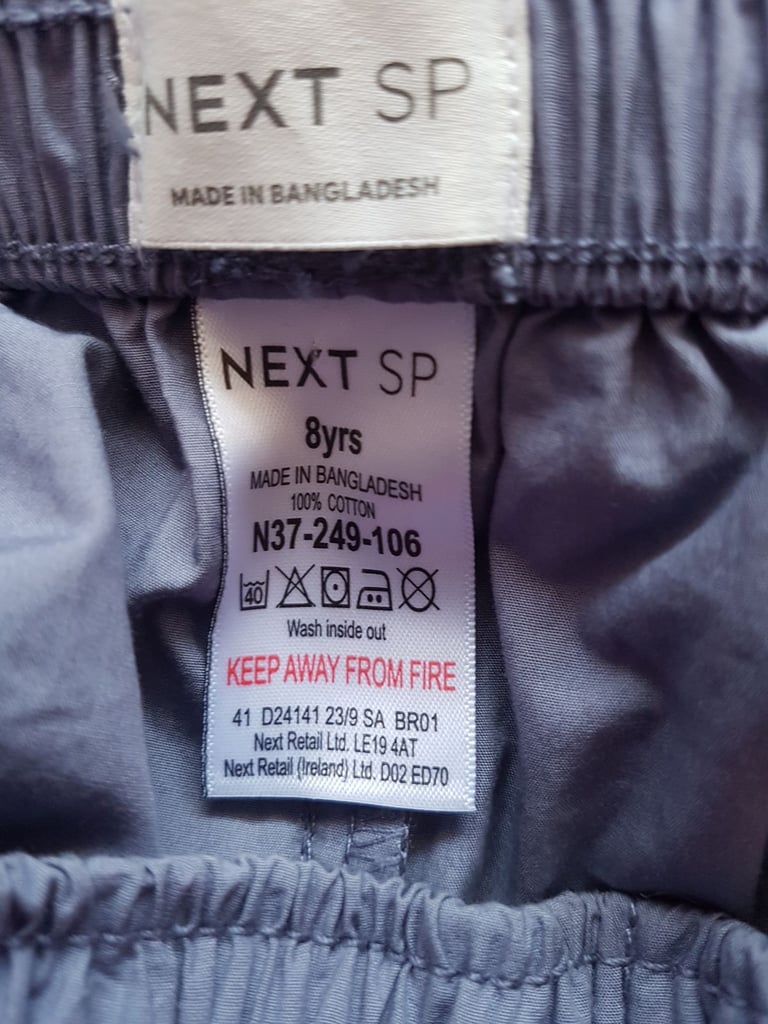 NEXT SP
MADE IN BANGLADESH
NEXT SP
8yrs
MADE IN BANGLADESH
100% COTTON
N37-249-106
40
Wash inside out
KEEP AWAY FROM FIRE
41 D24141 23/9 SA BR01
Next Retail Ltd. LE19 4AT
Next Retail (Ireland) Ltd. D02 ED70